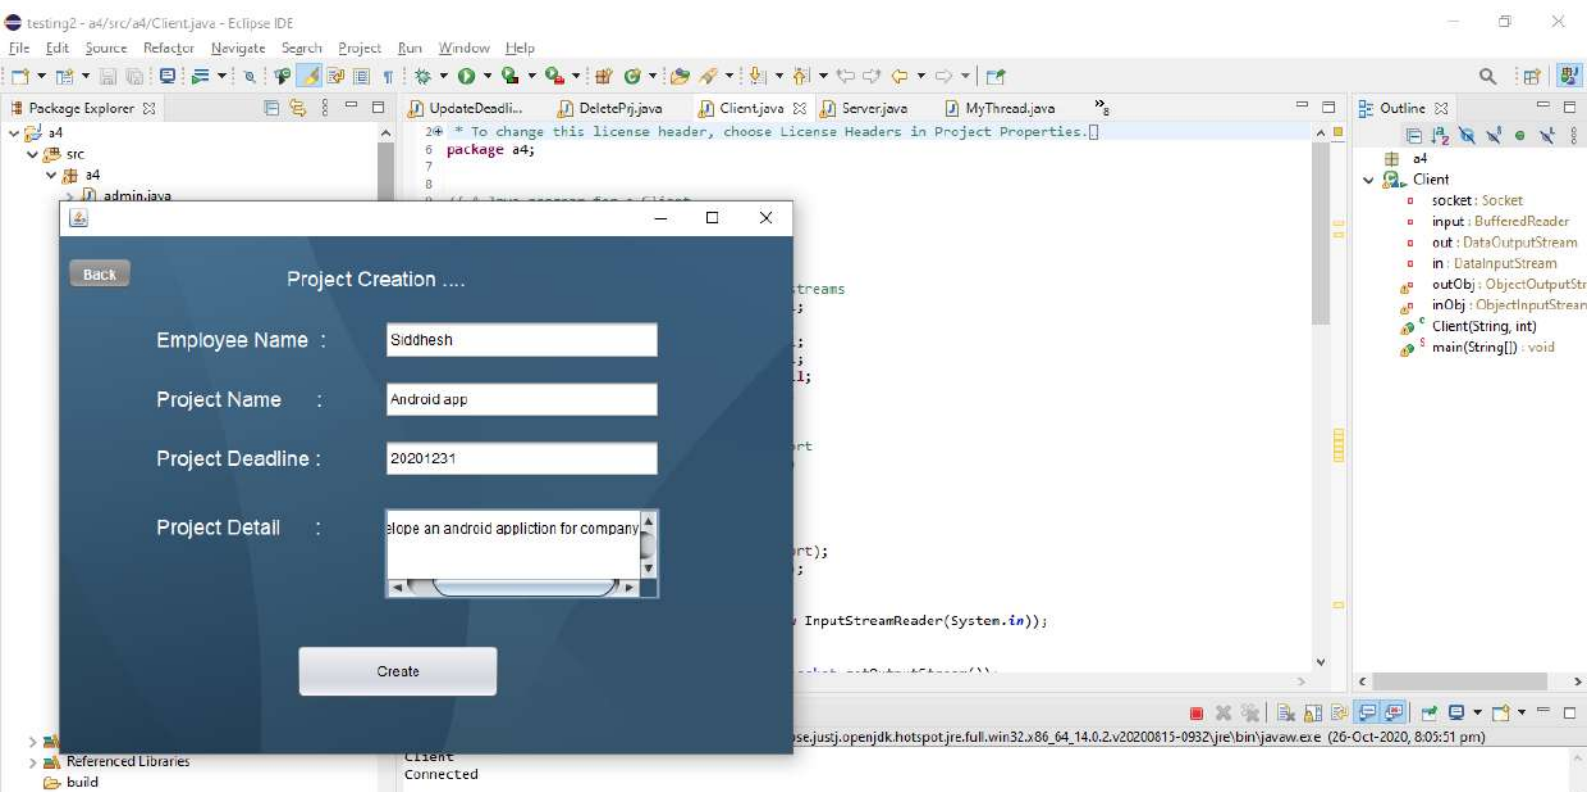 testing2 - a4/src/a4/Client.java - Eclipse IDE
File Edit Source Refactor Navigate Search Project Run Window Help
Package Explorer
a4
src
a4
admin.java
Referenced Libraries
build
UpdateDeadli... DeletePrj.java Client.java Server.java MyThread.java »8
2 * To change this license header, choose License Headers in Project Properties.
6 package a4;
7
8
treams
;
;
;
ll;
rt
rt);
;
InputStreamReader(System.in));
Back
Project Creation ....
Employee Name : Siddhesh
Project Name : Android app
Project Deadline : 20201231
Project Detail : elope an android appliction for company
Create
Outline
a4
Client
socket : Socket
input : BufferedReader
out : DataOutputStream
in : DataInputStream
outObj : ObjectOutputStr
inObj : ObjectInputStrean
Client(String, int)
main(String[]) : void
se.justj.openjdk.hotspot.jre.full.win32.x86_64_14.0.2.v20200815-0932\jre\bin\javaw.exe (26-Oct-2020, 8:05:51 pm)
Client
Connected